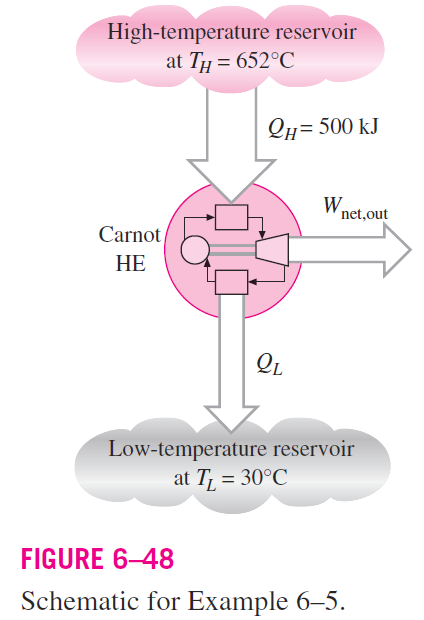 High-temperature reservoir
at T_H = 652°C
Q_H = 500 kJ
W_net,out
Carnot
HE
Q_L
Low-temperature reservoir
at T_L = 30°C
FIGURE 6–48
Schematic for Example 6–5.